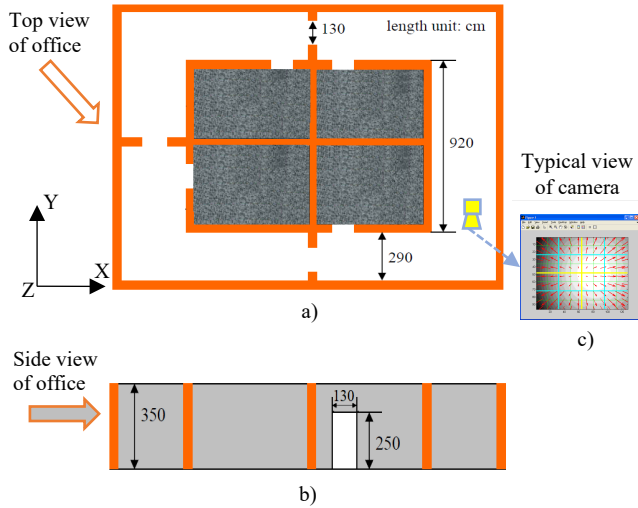 Top view
of office
130
length unit: cm
920
Typical view
of camera
Y
X
Z
290
a)
c)
Side view
of office
350
130
250
b)